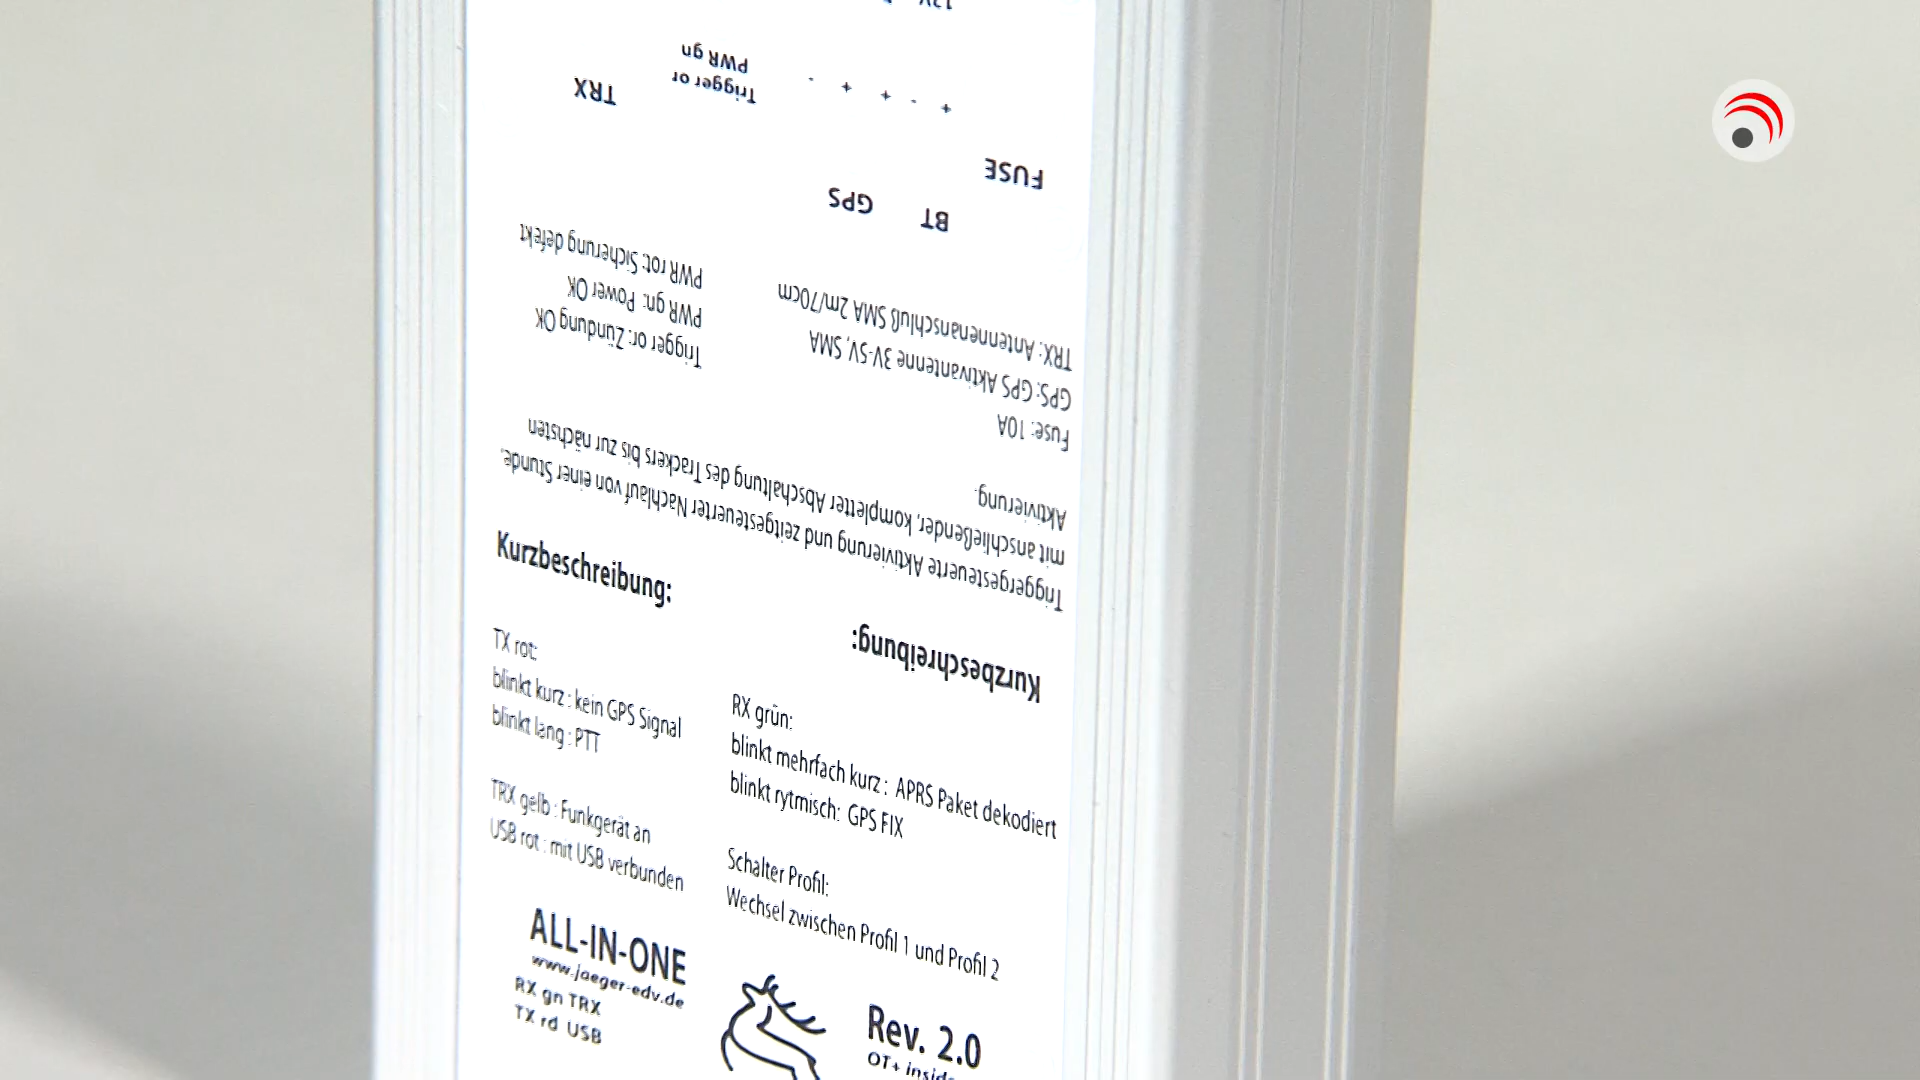 Kurzbeschreibung:
TX rot:
blinkt kurz : kein GPS Signal
blinkt lang : PTT
TRX gelb : Funkgerät an
USB rot : mit USB verbunden
RX grün:
blinkt mehrfach kurz : APRS Paket dekodiert
blinkt rytmisch: GPS FIX
Schalter Profil:
Wechsel zwischen Profil 1 und Profil 2
ALL-IN-ONE
www.jaeger-edv.de
RX gn TRX
TX rd USB
Rev. 2.0
OT+ inside
Kurzbeschreibung:
Triggergesteuerte Aktivierung und zeitgesteuerter Nachlauf von einer Stunde,
mit anschließender, kompletter Abschaltung des Trackers bis zur nächsten
Aktivierung.
Fuse: 10A
GPS: GPS Aktivantenne 3V-5V, SMA
TRX: Antennenanschluß SMA 2m/70cm
Trigger or: Zündung OK
PWR gn: Power OK
PWR rot: Sicherung defekt
FUSE
BT
GPS
+ - + + -
Trigger or
PWR gn
TRX